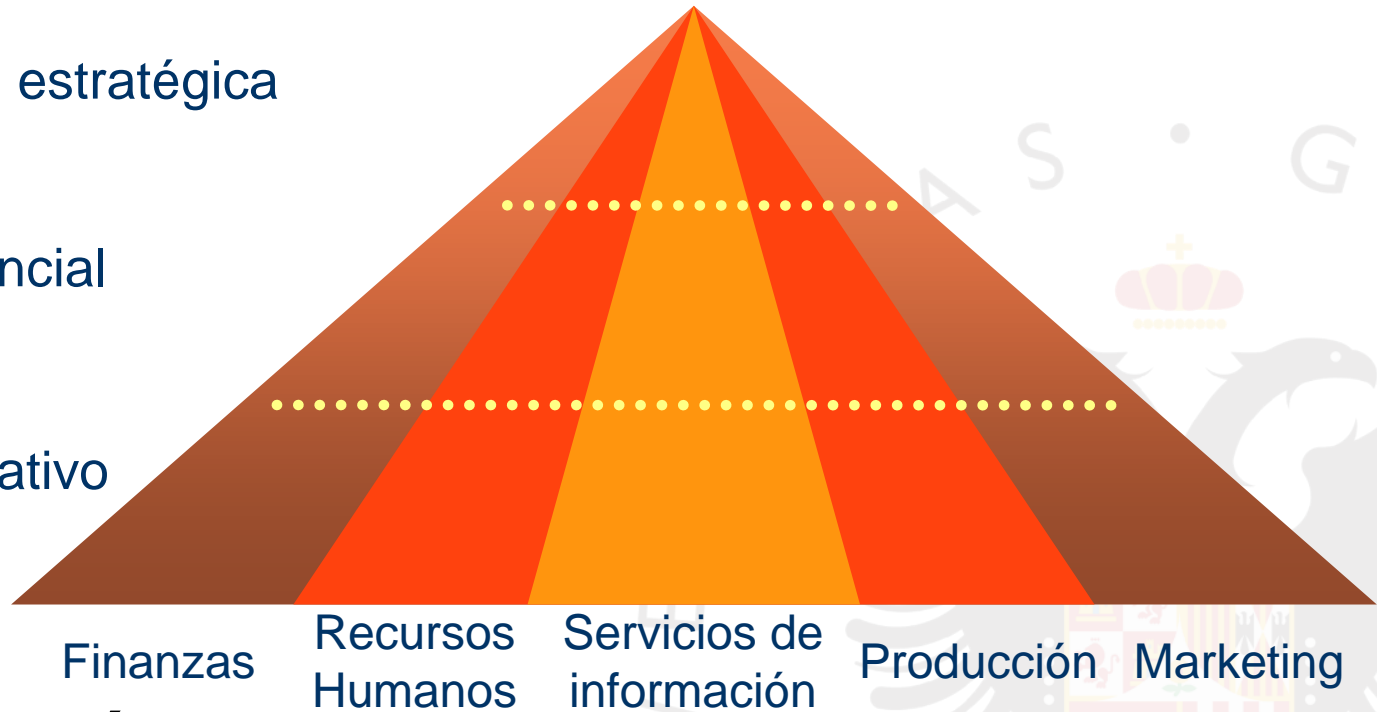 estratégica
ncial
ativo
Finanzas
Recursos
Humanos
Servicios de
información
Producción
Marketing
A S · G